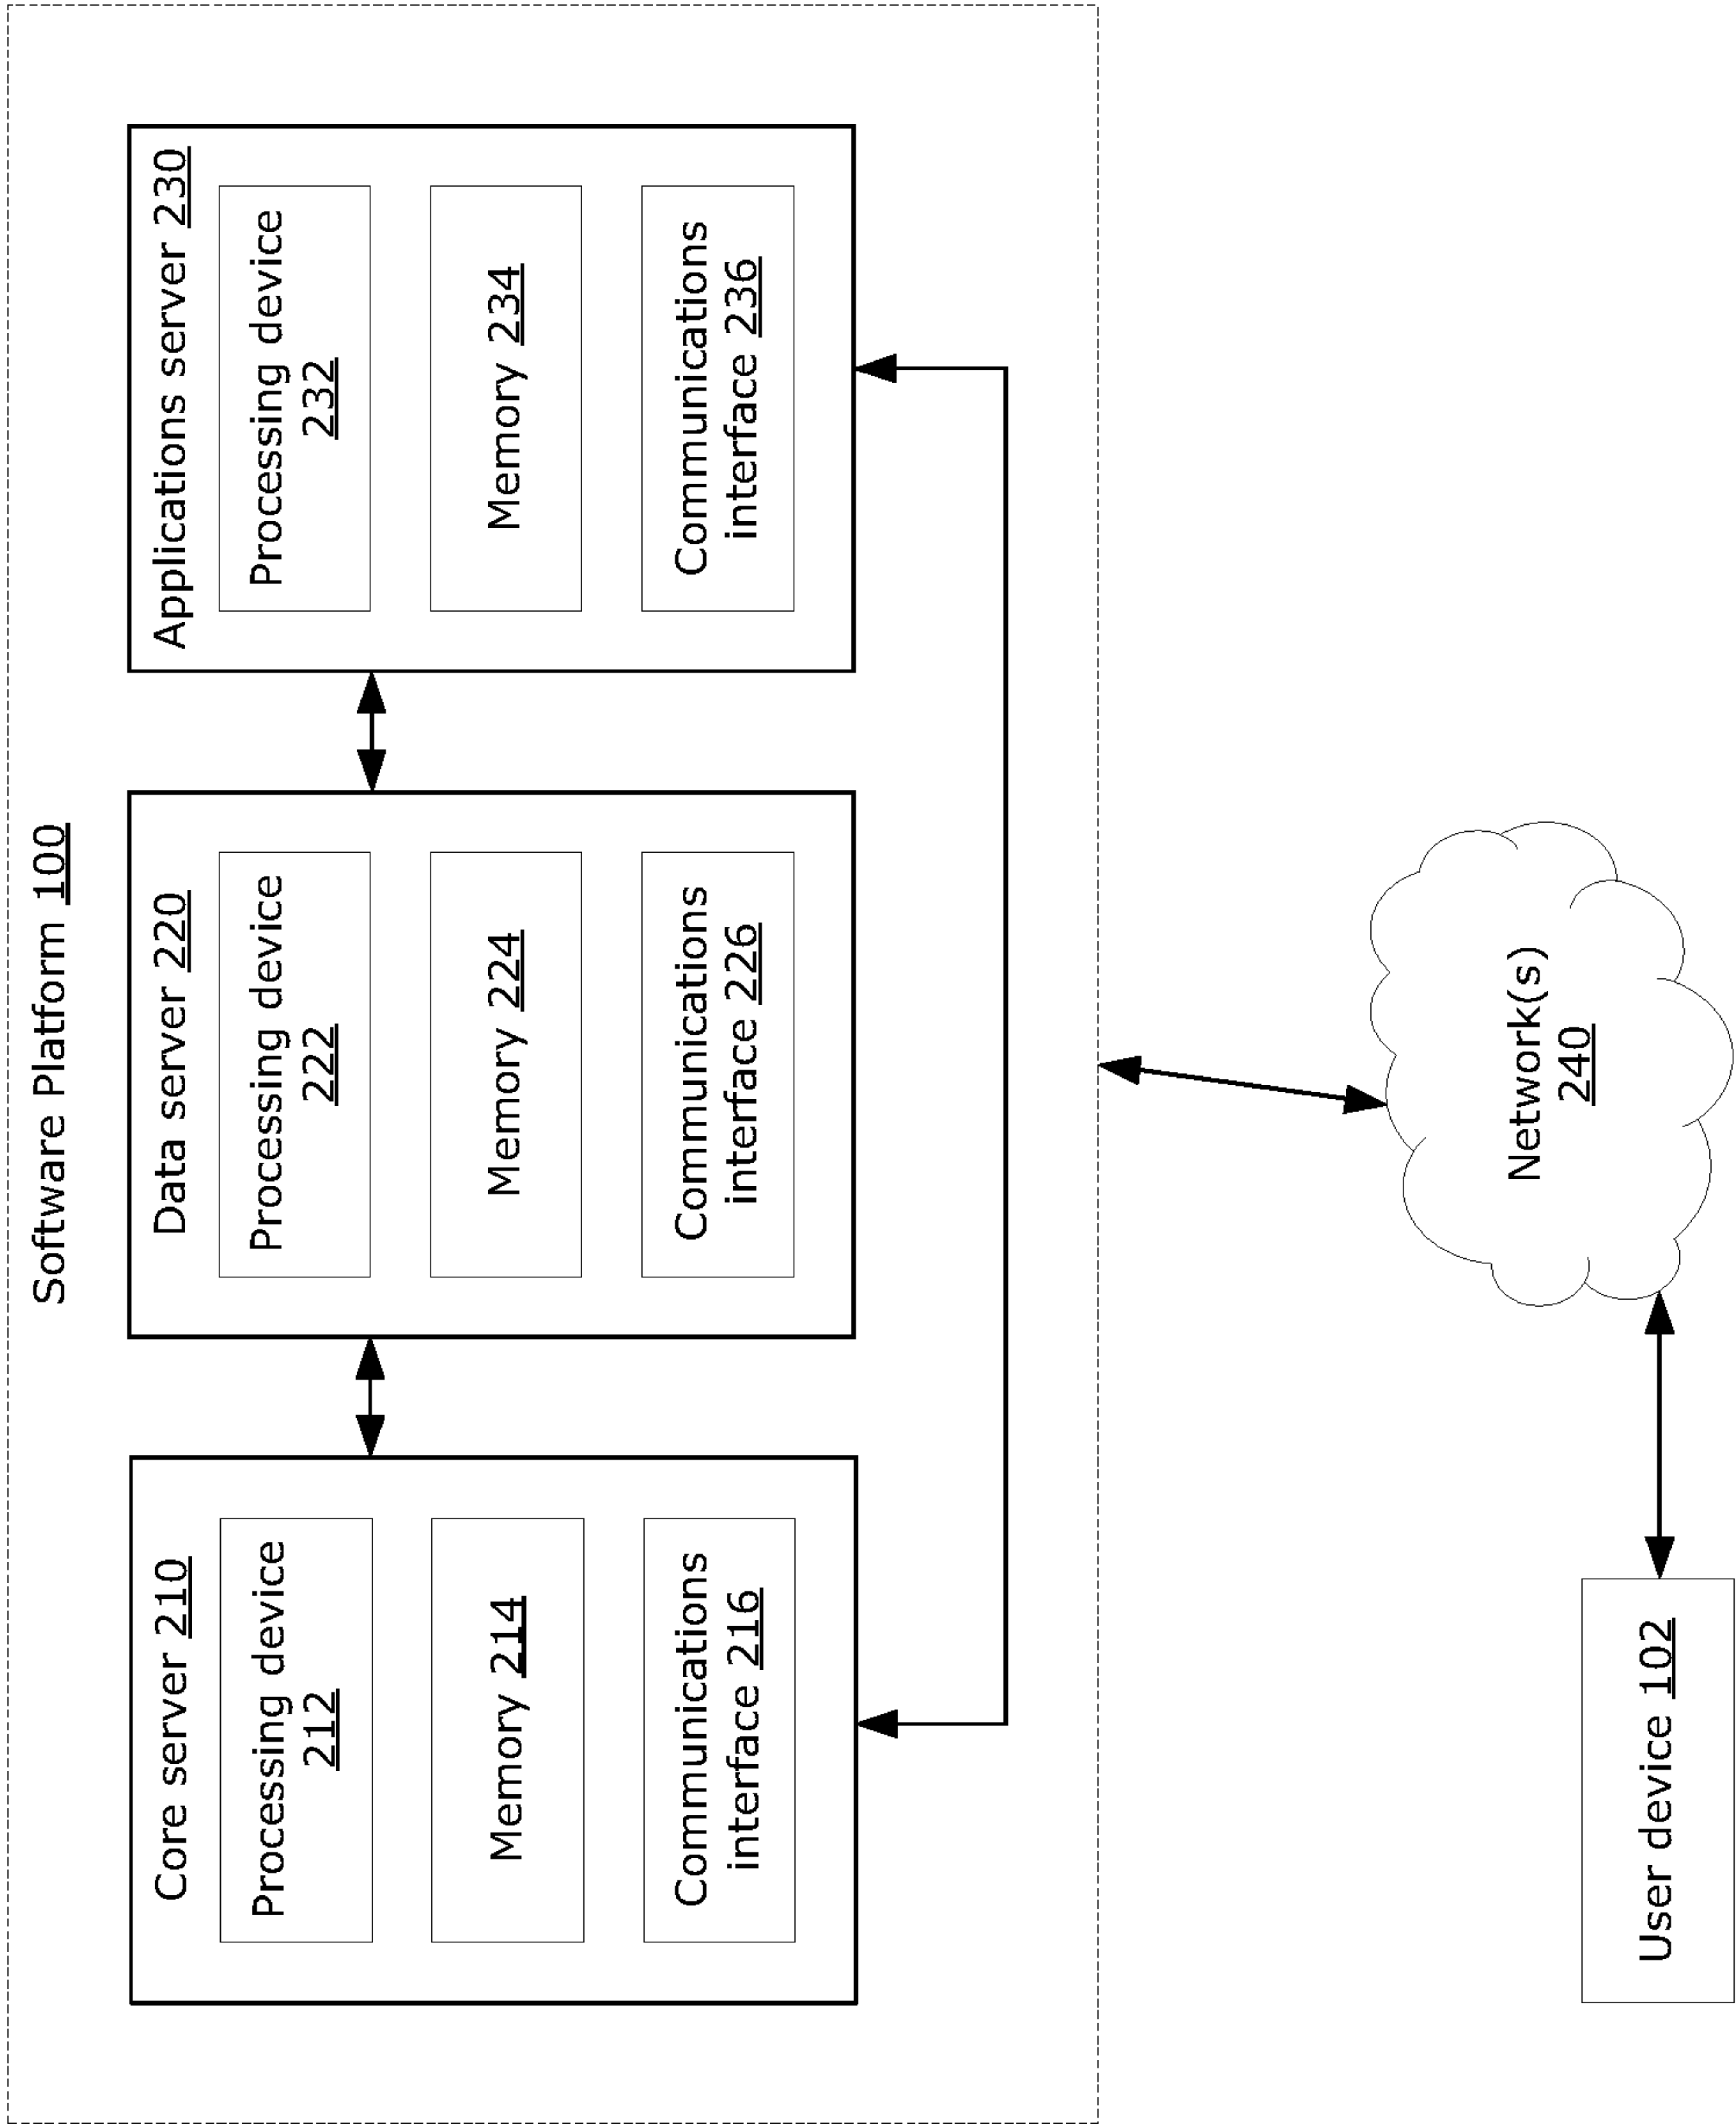 Software Platform 100
Core server 210
Processing device
212
Memory 214
Communications
interface 216
Data server 220
Processing device
222
Memory 224
Communications
interface 226
Applications server 230
Processing device
232
Memory 234
Communications
interface 236
User device 102
Network(s)
240